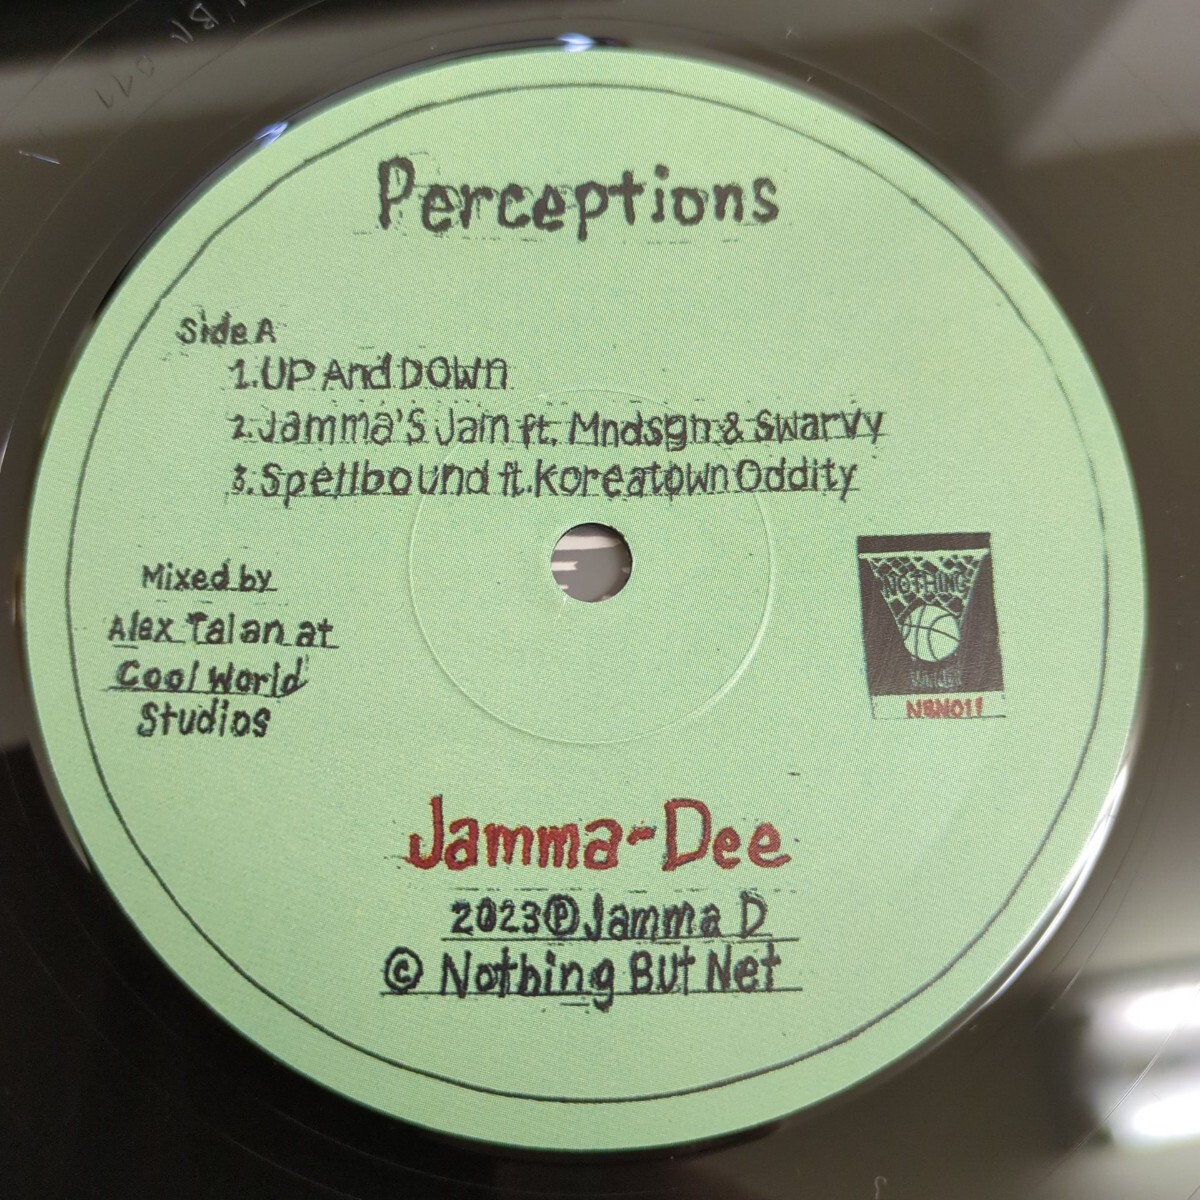 Perceptions
Side A
1. UP And DOWN
2. Jamma's Jam ft. Mndsgn & Swarvy
3. Spellbound ft. Koreatown Oddity
Mixed by
Alex Talan at
Cool World
Studios
NOTHING
NBN011
Jamma-Dee
2023 ℗ Jamma D
© Nothing But Net